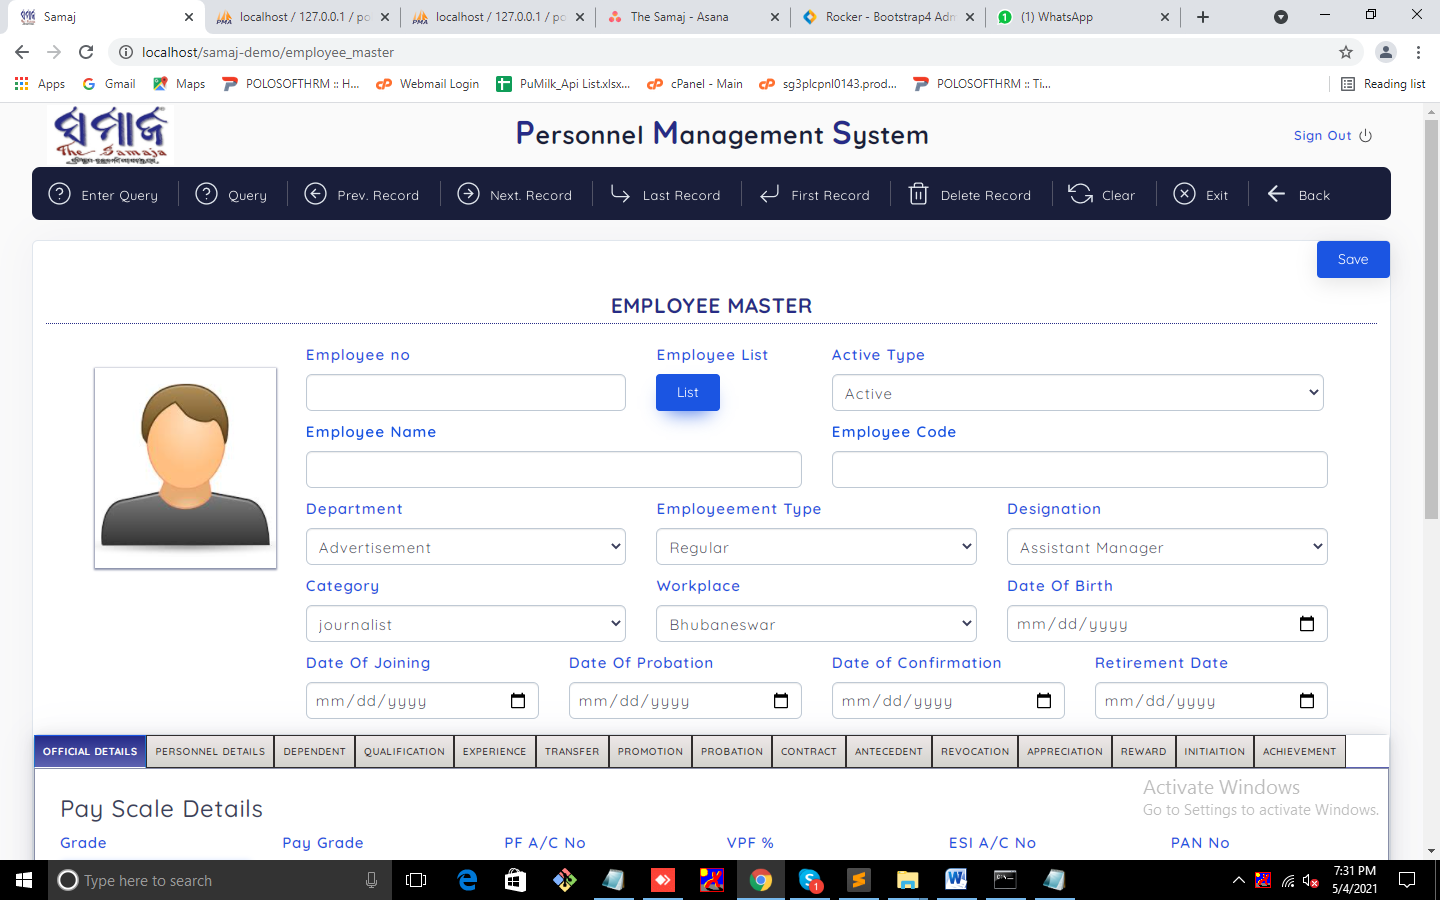 Samaj
localhost / 127.0.0.1 / po
localhost / 127.0.0.1 / po
The Samaj - Asana
Rocker - Bootstrap4 Adm
(1) WhatsApp
localhost/samaj-demo/employee_master
Apps
Gmail
Maps
POLOSOFTHRM :: H...
Webmail Login
PuMilk_Api List.xlsx...
cPanel - Main
sg3plcpnl0143.prod...
POLOSOFTHRM :: Ti...
Reading list
ସମାଜ
The Samaja
Personnel Management System
Sign Out
Enter Query
Query
Prev. Record
Next. Record
Last Record
First Record
Delete Record
Clear
Exit
Back
Save
EMPLOYEE MASTER
Employee no
Employee List
Active Type
List
Active
Employee Name
Employee Code
Department
Employeement Type
Designation
Advertisement
Regular
Assistant Manager
Category
Workplace
Date Of Birth
journalist
Bhubaneswar
mm/dd/yyyy
Date Of Joining
Date Of Probation
Date of Confirmation
Retirement Date
mm/dd/yyyy
mm/dd/yyyy
mm/dd/yyyy
mm/dd/yyyy
OFFICIAL DETAILS
PERSONNEL DETAILS
DEPENDENT
QUALIFICATION
EXPERIENCE
TRANSFER
PROMOTION
PROBATION
CONTRACT
ANTECEDENT
REVOCATION
APPRECIATION
REWARD
INITIAITION
ACHIEVEMENT
Pay Scale Details
Activate Windows
Go to Settings to activate Windows.
Grade
Pay Grade
PF A/C No
VPF %
ESI A/C No
PAN No
Type here to search
7:31 PM
5/4/2021